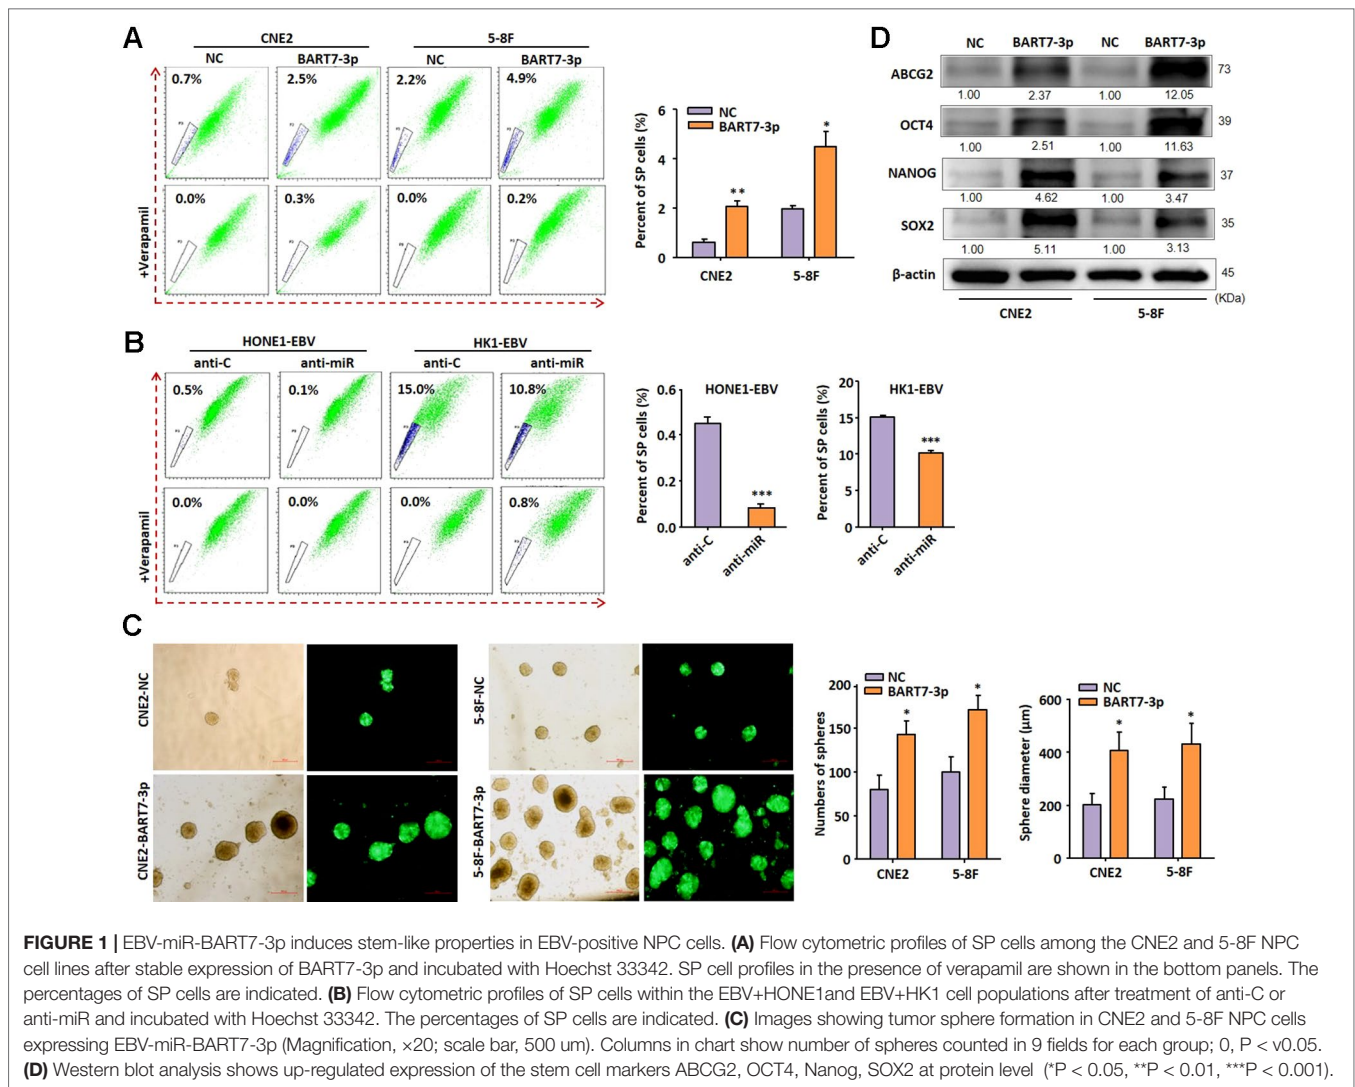 A
CNE2
5-8F
NC
BART7-3p
NC
BART7-3p
0.7%
2.5%
2.2%
4.9%
0.0%
0.3%
0.0%
0.2%
+Verapamil
Percent of SP cells (%)
6
4
2
0
NC
BART7-3p
**
*
CNE2
5-8F
D
NC
BART7-3p
NC
BART7-3p
ABCG2
73
1.00
2.37
1.00
12.05
OCT4
39
1.00
2.51
1.00
11.63
NANOG
37
1.00
4.62
1.00
3.47
SOX2
35
1.00
5.11
1.00
3.13
β-actin
45
(KDa)
CNE2
5-8F
B
HONE1-EBV
HK1-EBV
anti-C
anti-miR
anti-C
anti-miR
0.5%
0.1%
15.0%
10.8%
0.0%
0.0%
0.0%
0.8%
+Verapamil
Percent of SP cells (%)
0.6
0.4
0.2
0.0
HONE1-EBV
***
anti-C
anti-miR
Percent of SP cells (%)
20
15
10
5
0
HK1-EBV
***
anti-C
anti-miR
C
CNE2-NC
5-8F-NC
CNE2-BART7-3p
5-8F-BART7-3p
Numbers of spheres
200
150
100
50
0
NC
BART7-3p
*
*
CNE2
5-8F
Sphere diameter (μm)
600
400
200
0
NC
BART7-3p
*
*
CNE2
5-8F
FIGURE 1 | EBV-miR-BART7-3p induces stem-like properties in EBV-positive NPC cells. (A) Flow cytometric profiles of SP cells among the CNE2 and 5-8F NPC
cell lines after stable expression of BART7-3p and incubated with Hoechst 33342. SP cell profiles in the presence of verapamil are shown in the bottom panels. The
percentages of SP cells are indicated. (B) Flow cytometric profiles of SP cells within the EBV+HONE1and EBV+HK1 cell populations after treatment of anti-C or
anti-miR and incubated with Hoechst 33342. The percentages of SP cells are indicated. (C) Images showing tumor sphere formation in CNE2 and 5-8F NPC cells
expressing EBV-miR-BART7-3p (Magnification, ×20; scale bar, 500 um). Columns in chart show number of spheres counted in 9 fields for each group; 0, P < v0.05.
(D) Western blot analysis shows up-regulated expression of the stem cell markers ABCG2, OCT4, Nanog, SOX2 at protein level (*P < 0.05, **P < 0.01, ***P < 0.001).